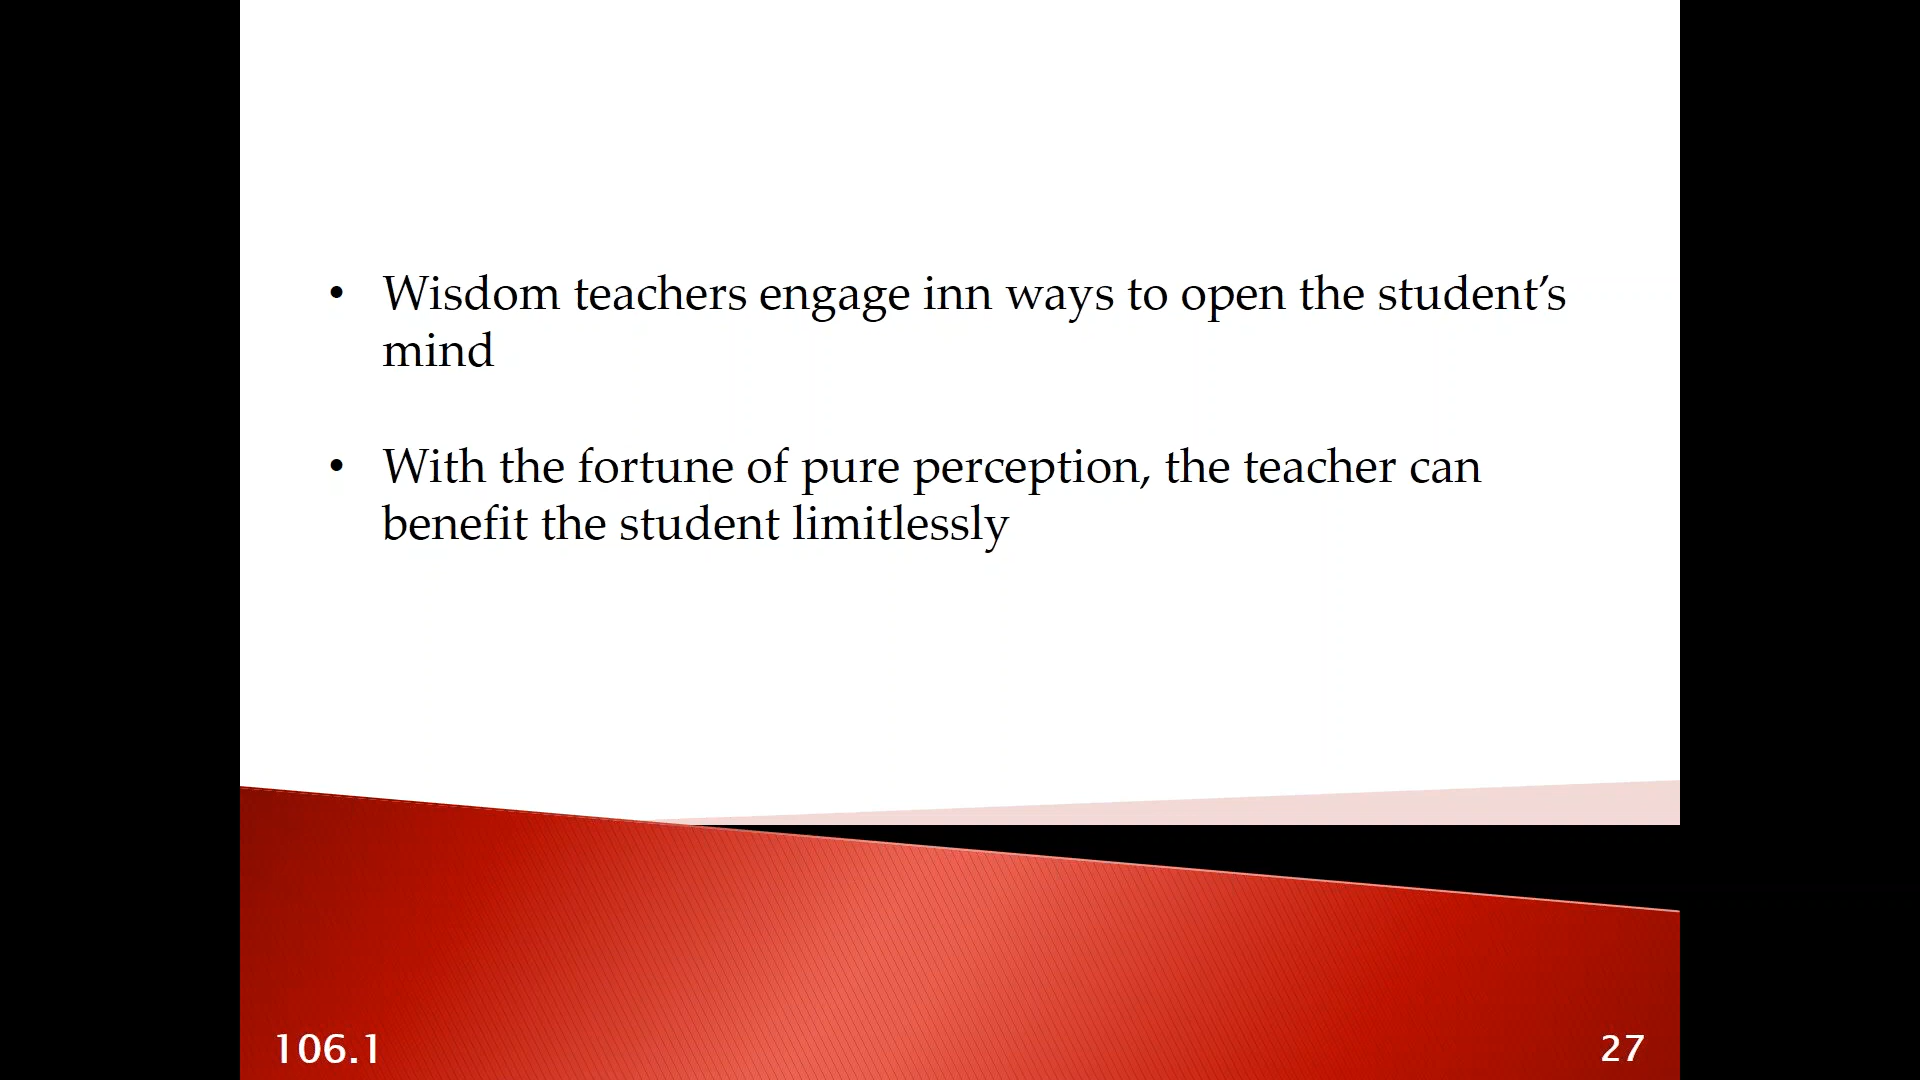 • Wisdom teachers engage inn ways to open the student’s
mind
• With the fortune of pure perception, the teacher can
benefit the student limitlessly
106.1
27